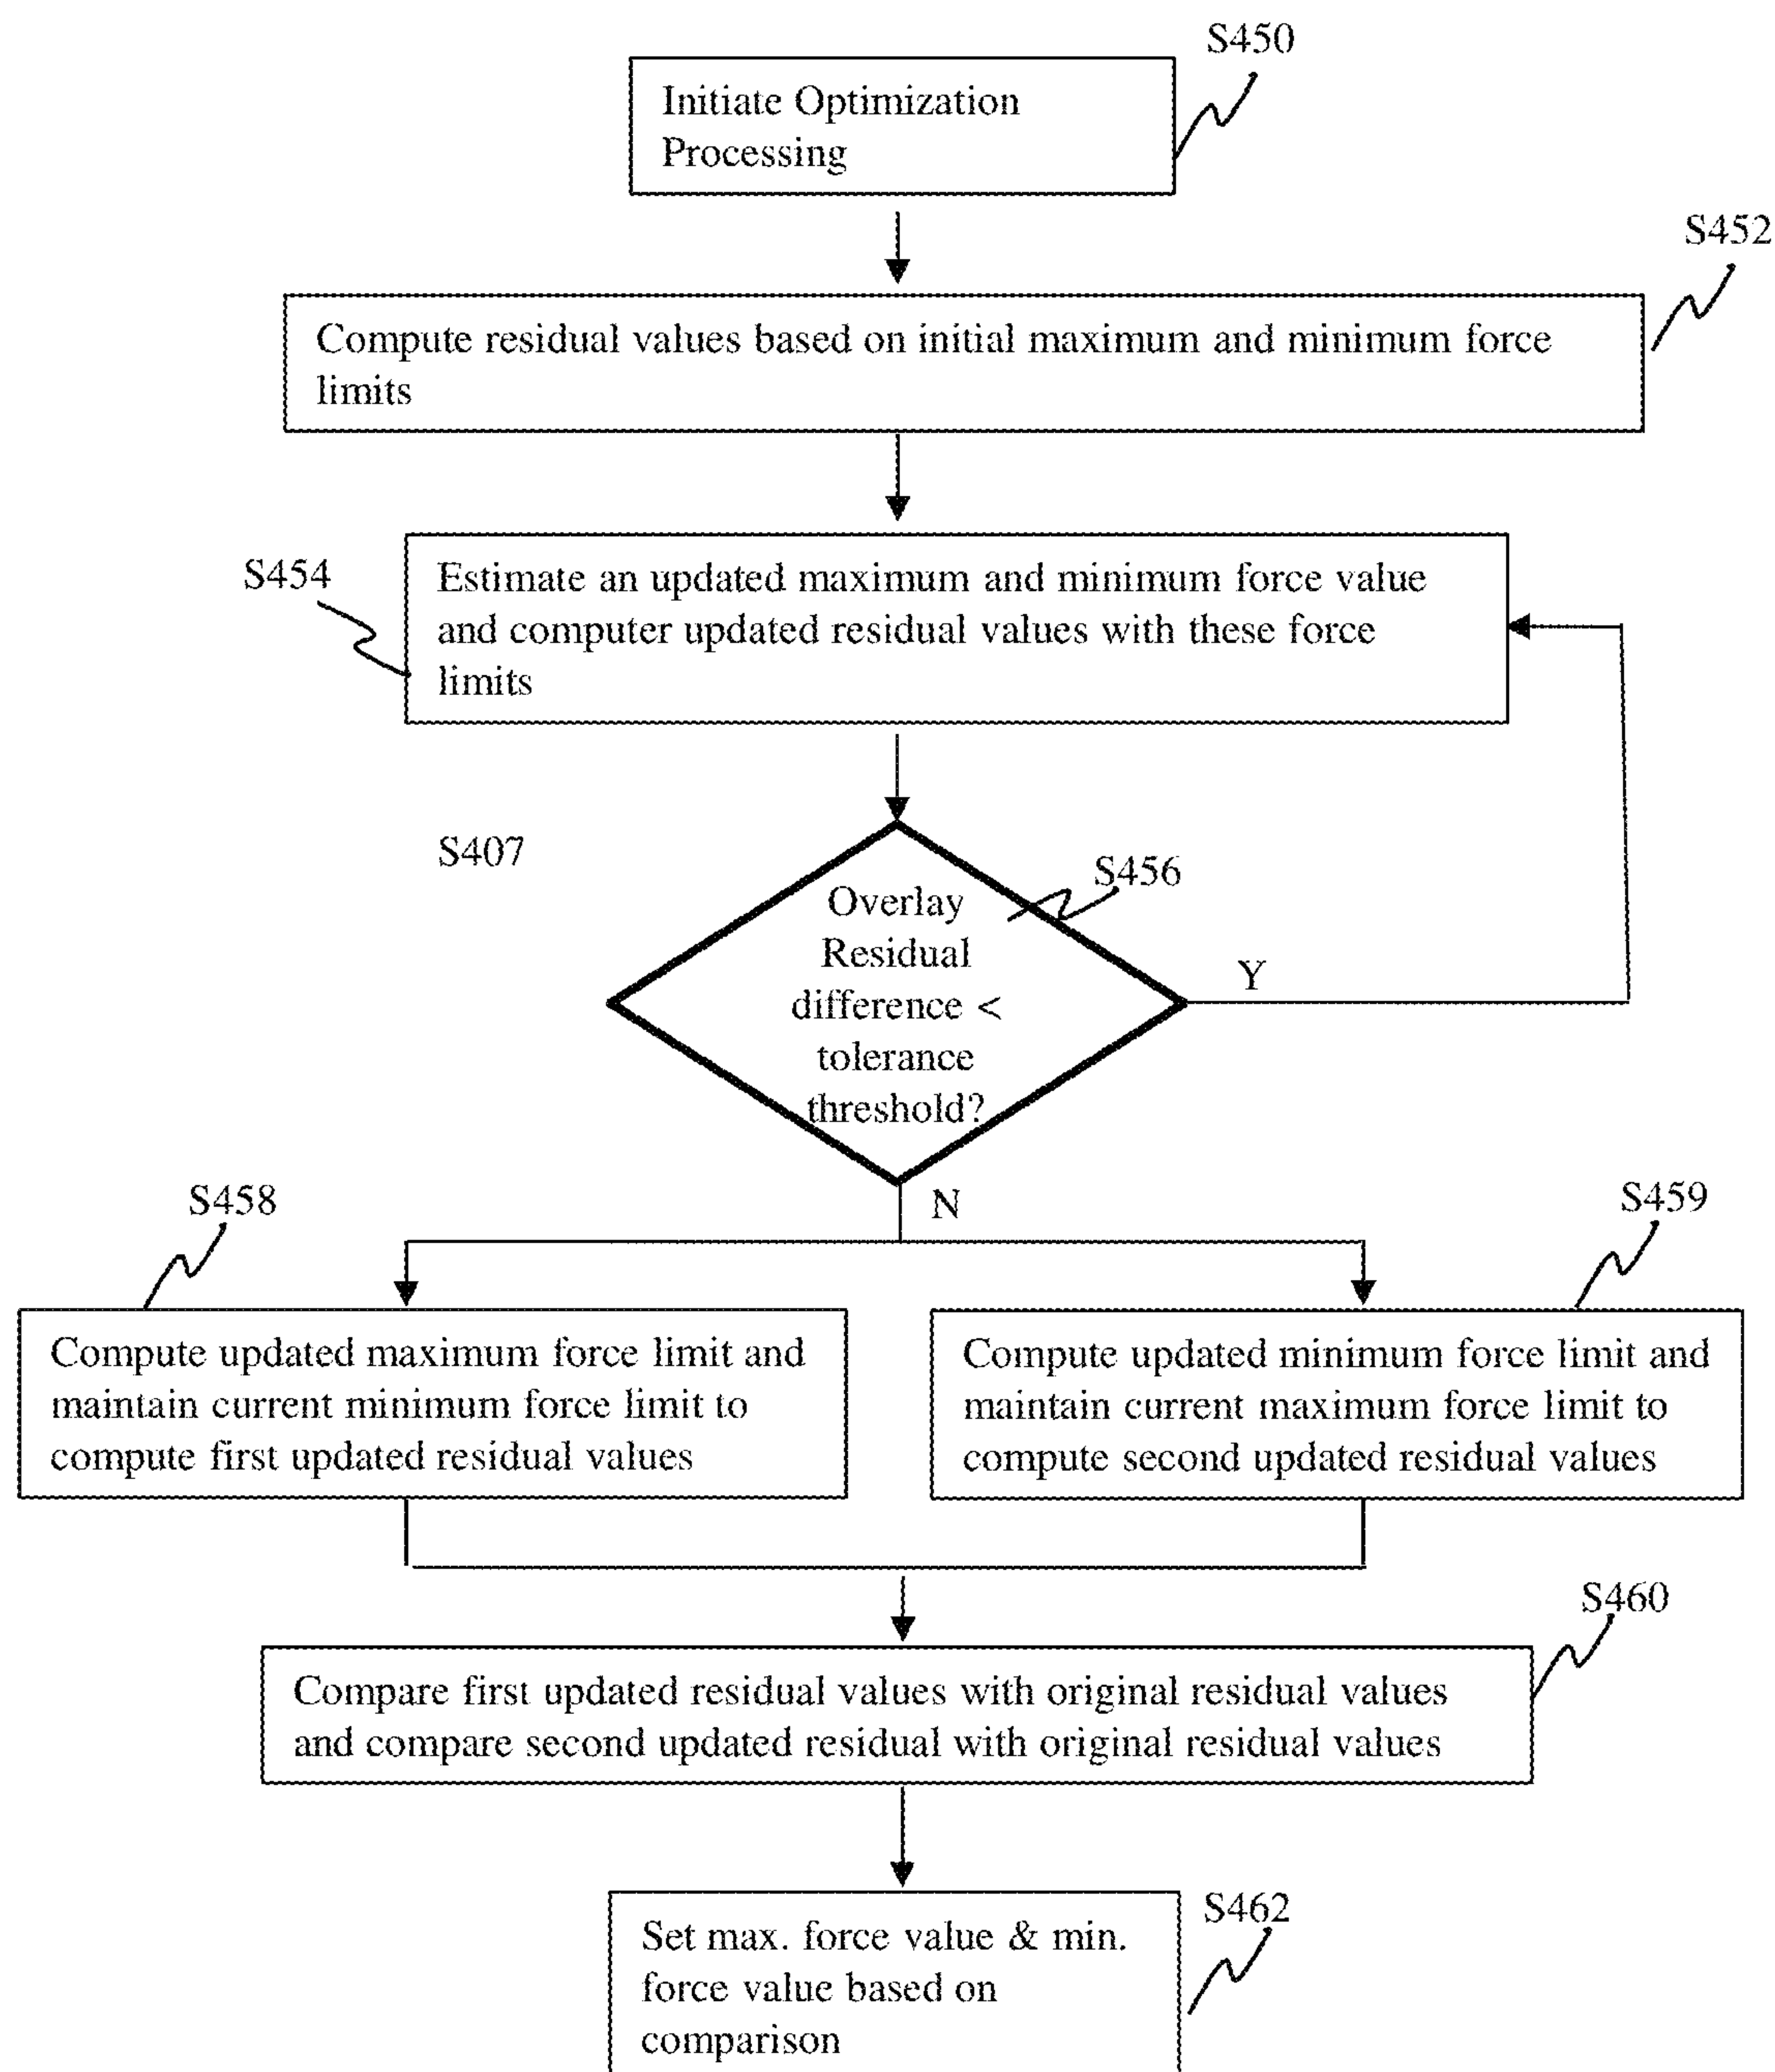 S450
Initiate Optimization
Processing
S452
Compute residual values based on initial maximum and minimum force
limits
S454
Estimate an updated maximum and minimum force value
and computer updated residual values with these force
limits
S407
S456
Overlay
Residual
difference <
tolerance
threshold?
Y
N
S458
S459
Compute updated maximum force limit and
maintain current minimum force limit to
compute first updated residual values
Compute updated minimum force limit and
maintain current maximum force limit to
compute second updated residual values
S460
Compare first updated residual values with original residual values
and compare second updated residual with original residual values
S462
Set max. force value & min.
force value based on
comparison